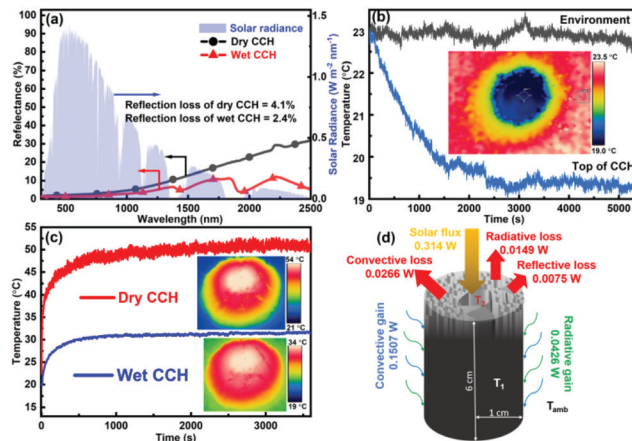 (a)
Solar radiance
Dry CCH
Wet CCH
Reflection loss of dry CCH = 4.1%
Reflection loss of wet CCH = 2.4%
Refelectance (%)
100
90
80
70
60
50
40
30
20
10
0
Solar Radiance (W m-2 nm-1)
1.5
1.0
0.5
0.0
500 1000 1500 2000 2500
Wavelength (nm)
(b)
Environment
23.5 °C
19.0 °C
Top of CCH
Temperature (°C)
23
22
21
20
19
0 1000 2000 3000 4000 5000
Time (s)
(c)
Dry CCH
54 °C
21 °C
Wet CCH
34 °C
19 °C
Temperature (°C)
55
50
45
40
35
30
25
20
15
0 1000 2000 3000
Time (s)
(d)
Solar flux
0.314 W
Radiative loss
0.0149 W
Convective loss
0.0266 W
Reflective loss
0.0075 W
Convective gain
0.1507 W
Radiative gain
0.0426 W
6 cm
T1
1 cm
Tamb